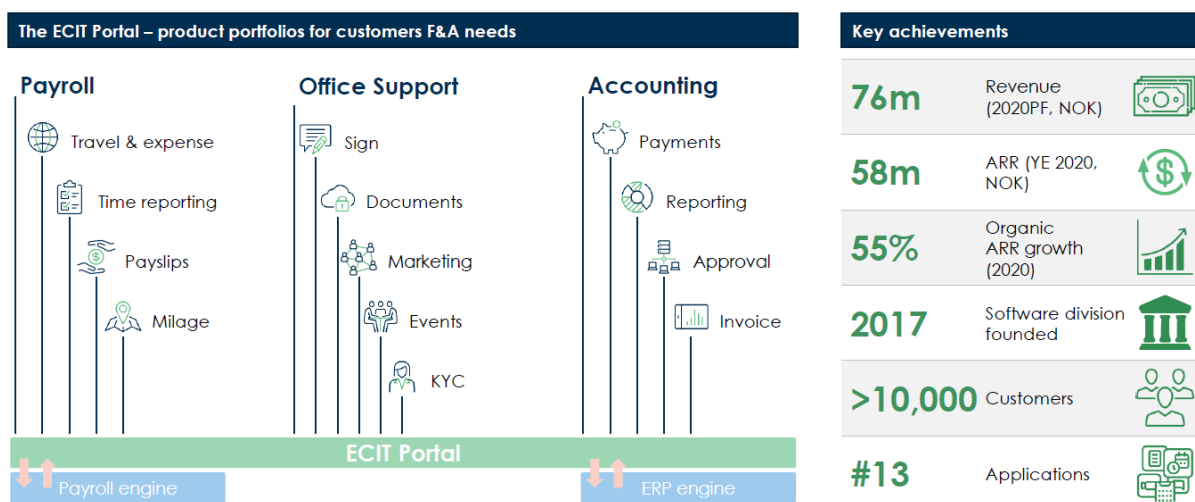 The ECIT Portal – product portfolios for customers F&A needs
Payroll
Travel & expense
Time reporting
Payslips
Milage
Office Support
Sign
Documents
Marketing
Events
KYC
Accounting
Payments
Reporting
Approval
Invoice
ECIT Portal
Payroll engine
ERP engine
Key achievements
76m
Revenue
(2020PF, NOK)
58m
ARR (YE 2020,
NOK)
55%
Organic
ARR growth
(2020)
2017
Software division
founded
>10,000
Customers
#13
Applications